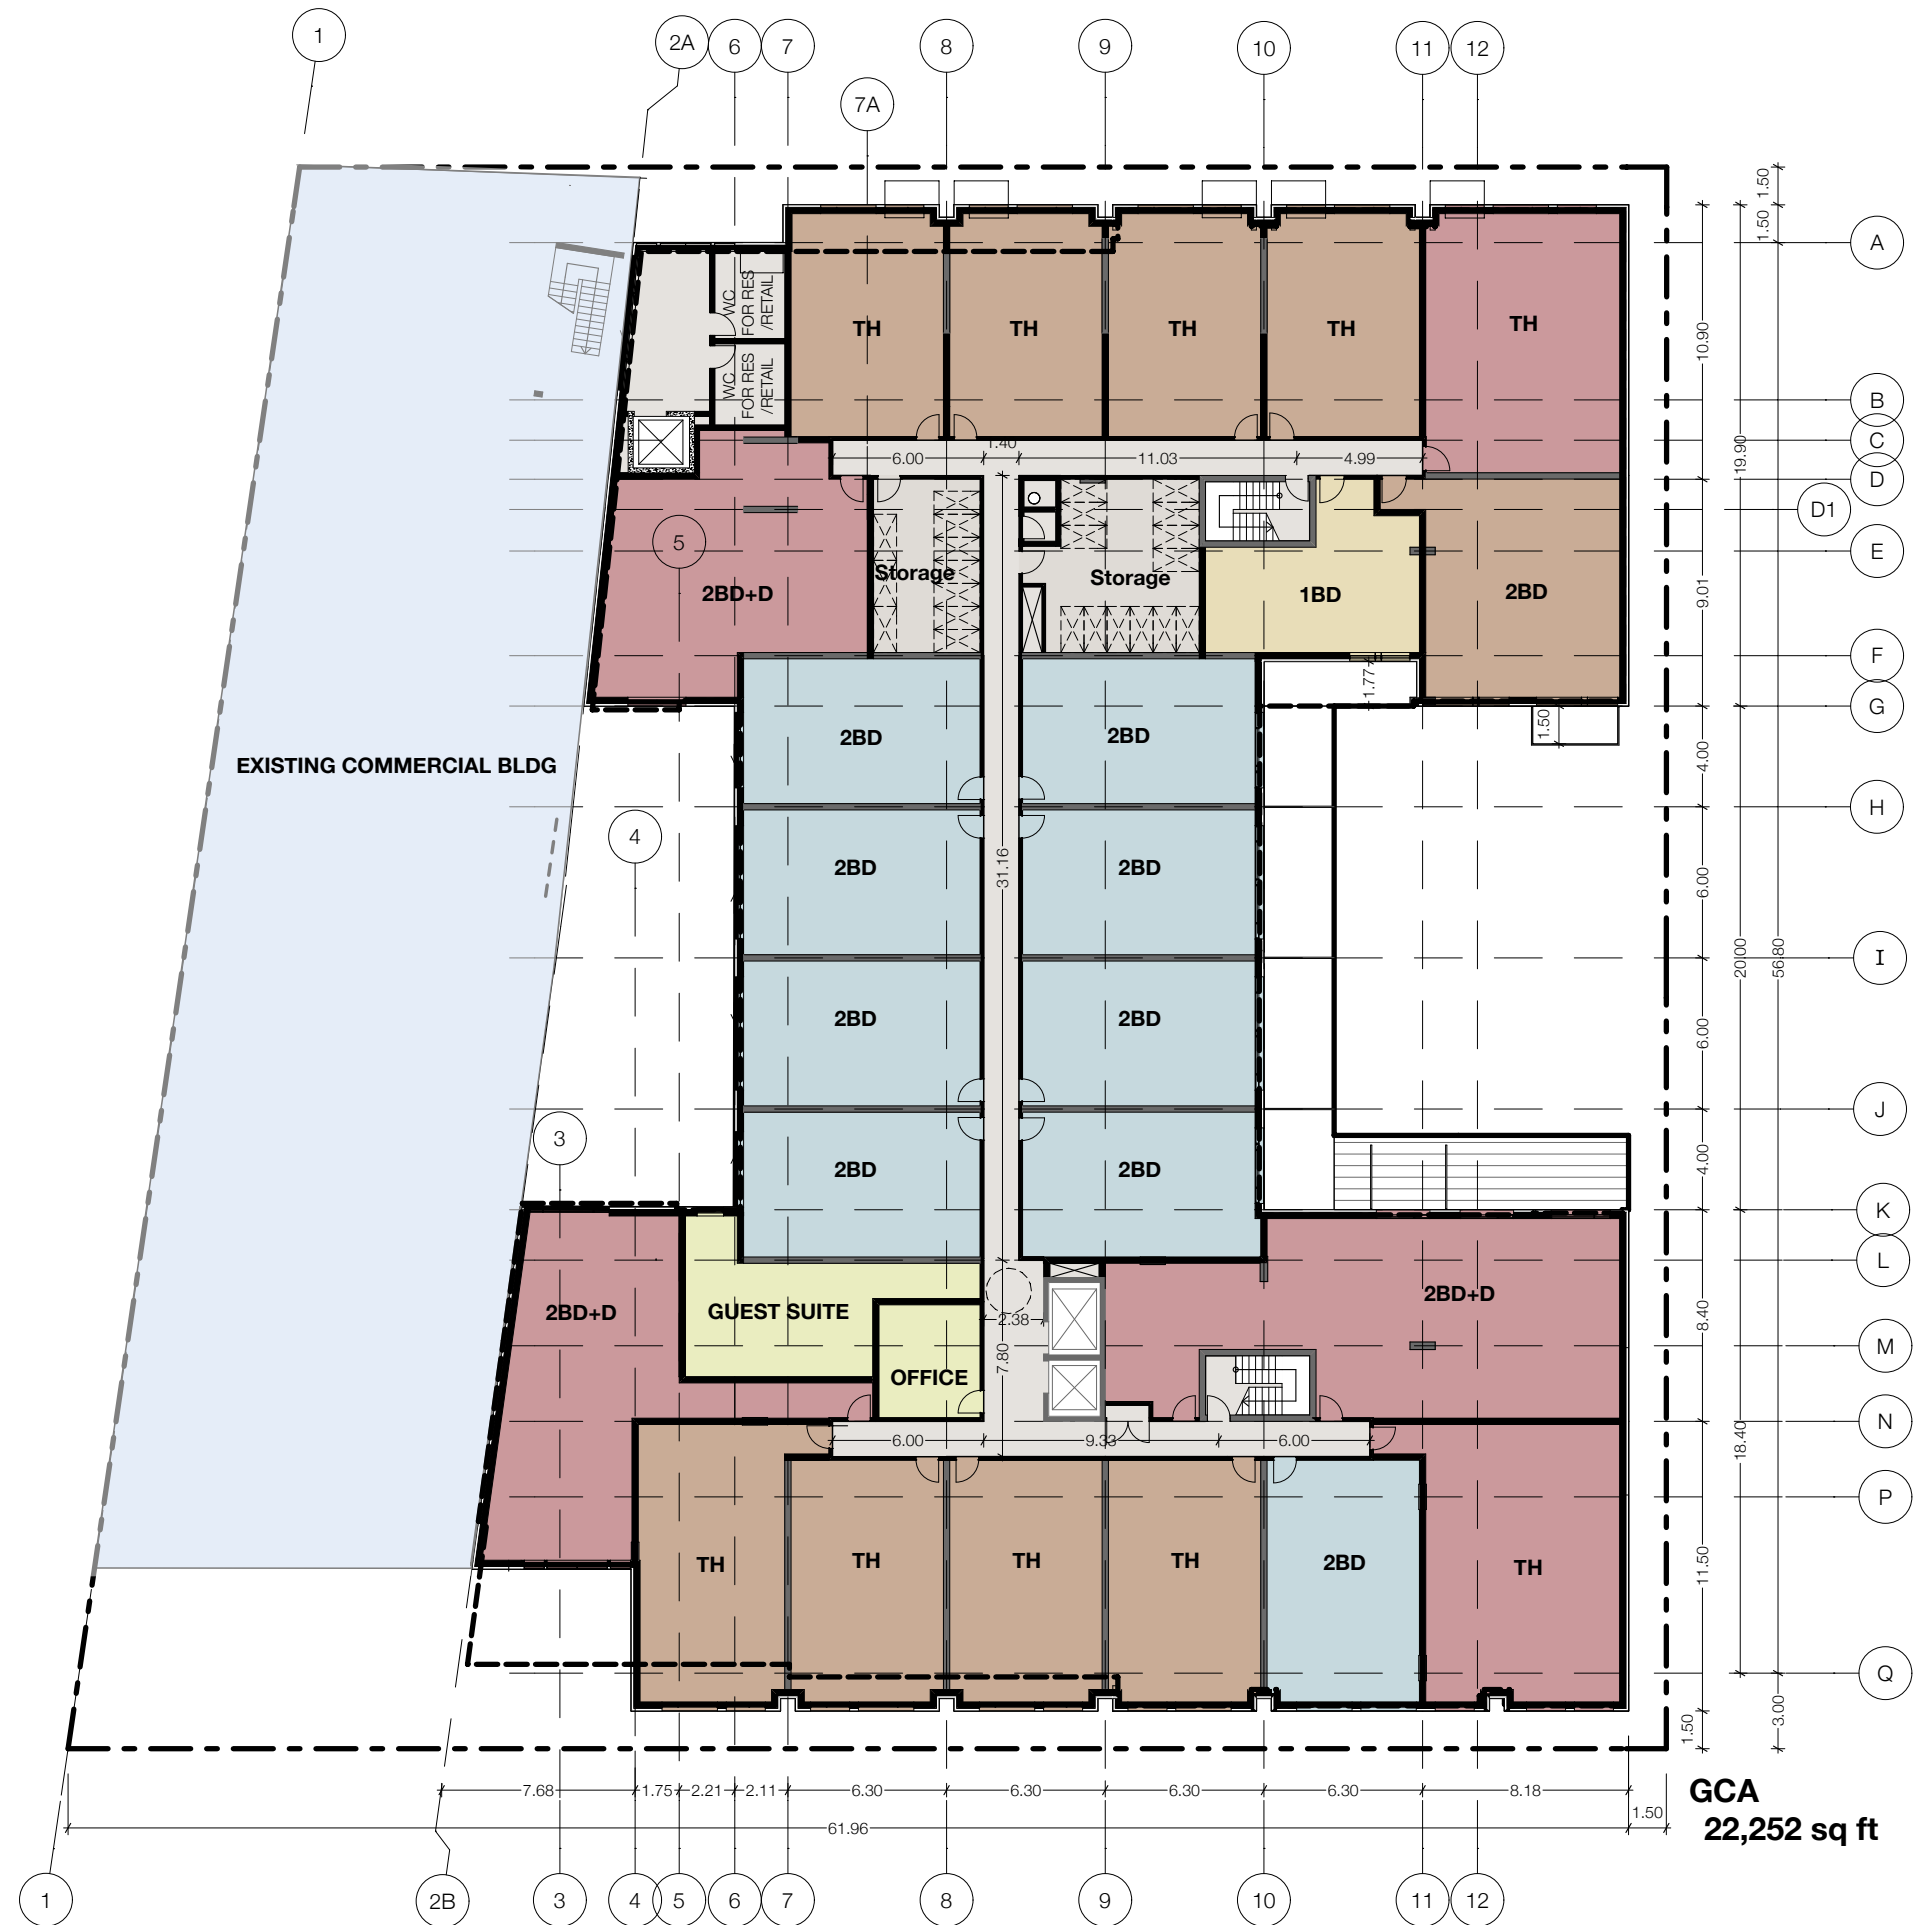 1
2A
6
7
8
9
10
11
12
7A
1.50
1.50
A
WC
FOR RES
/RETAIL
TH
TH
TH
TH
TH
10.90
WC
FOR RES
/RETAIL
B
C
1.40
6.00
11.03
4.99
19.90
D
D1
5
E
Storage
Storage
2BD+D
1BD
2BD
9.01
F
1.77
G
1.50
2BD
2BD
EXISTING COMMERCIAL BLDG
4.00
H
4
2BD
2BD
31.16
6.00
I
20.00
56.80
2BD
2BD
6.00
J
3
2BD
2BD
4.00
K
L
2BD+D
GUEST SUITE
2BD+D
2.38
8.40
M
7.80
OFFICE
N
6.00
9.33
6.00
18.40
P
TH
TH
TH
TH
2BD
TH
11.50
Q
1.50
3.00
7.68
1.75
2.21
2.11
6.30
6.30
6.30
6.30
8.18
GCA
1.50
61.96
22,252 sq ft
1
2B
3
4
5
6
7
8
9
10
11
12